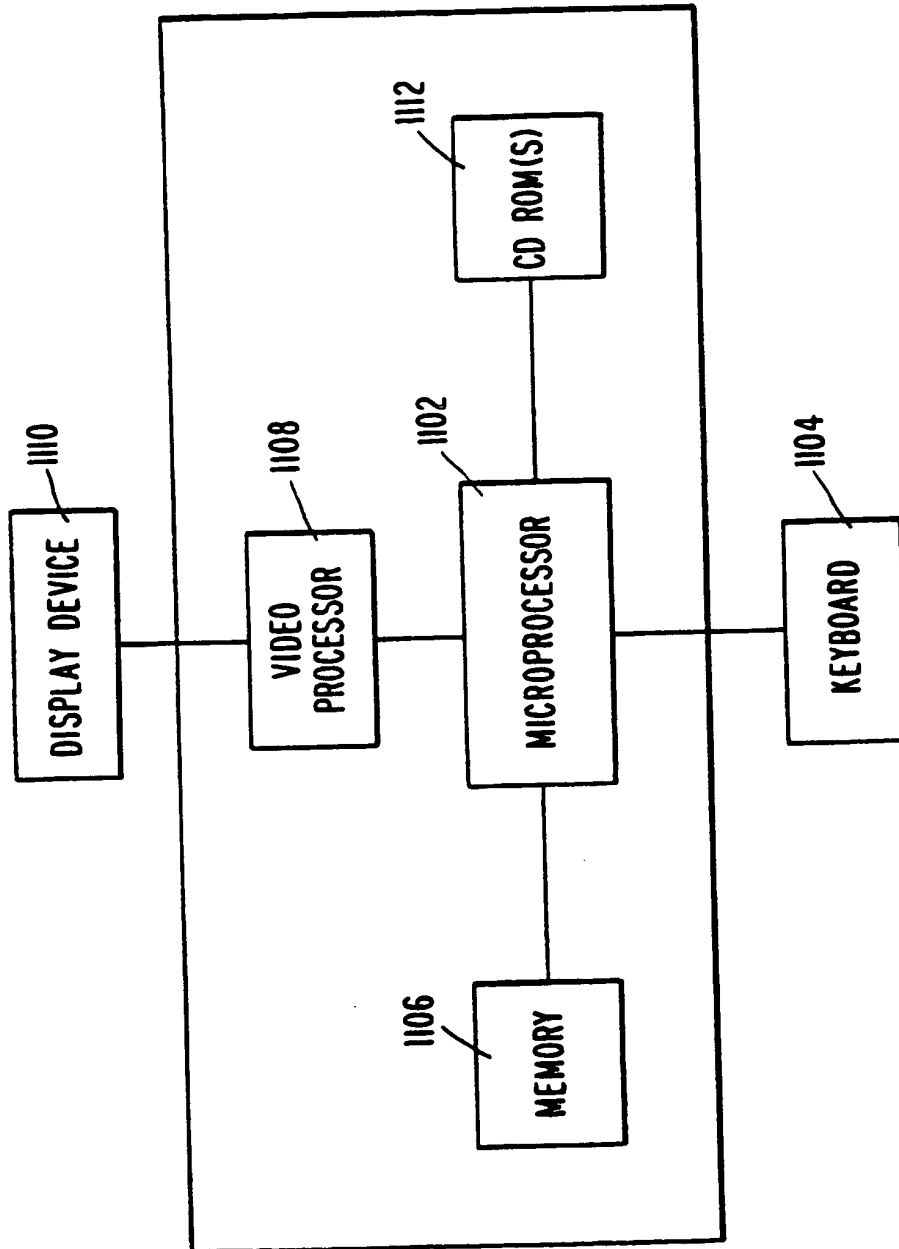 1110
DISPLAY DEVICE
1108
VIDEO
PROCESSOR
1106
MEMORY
1102
MICROPROCESSOR
1112
CD ROM(S)
1104
KEYBOARD